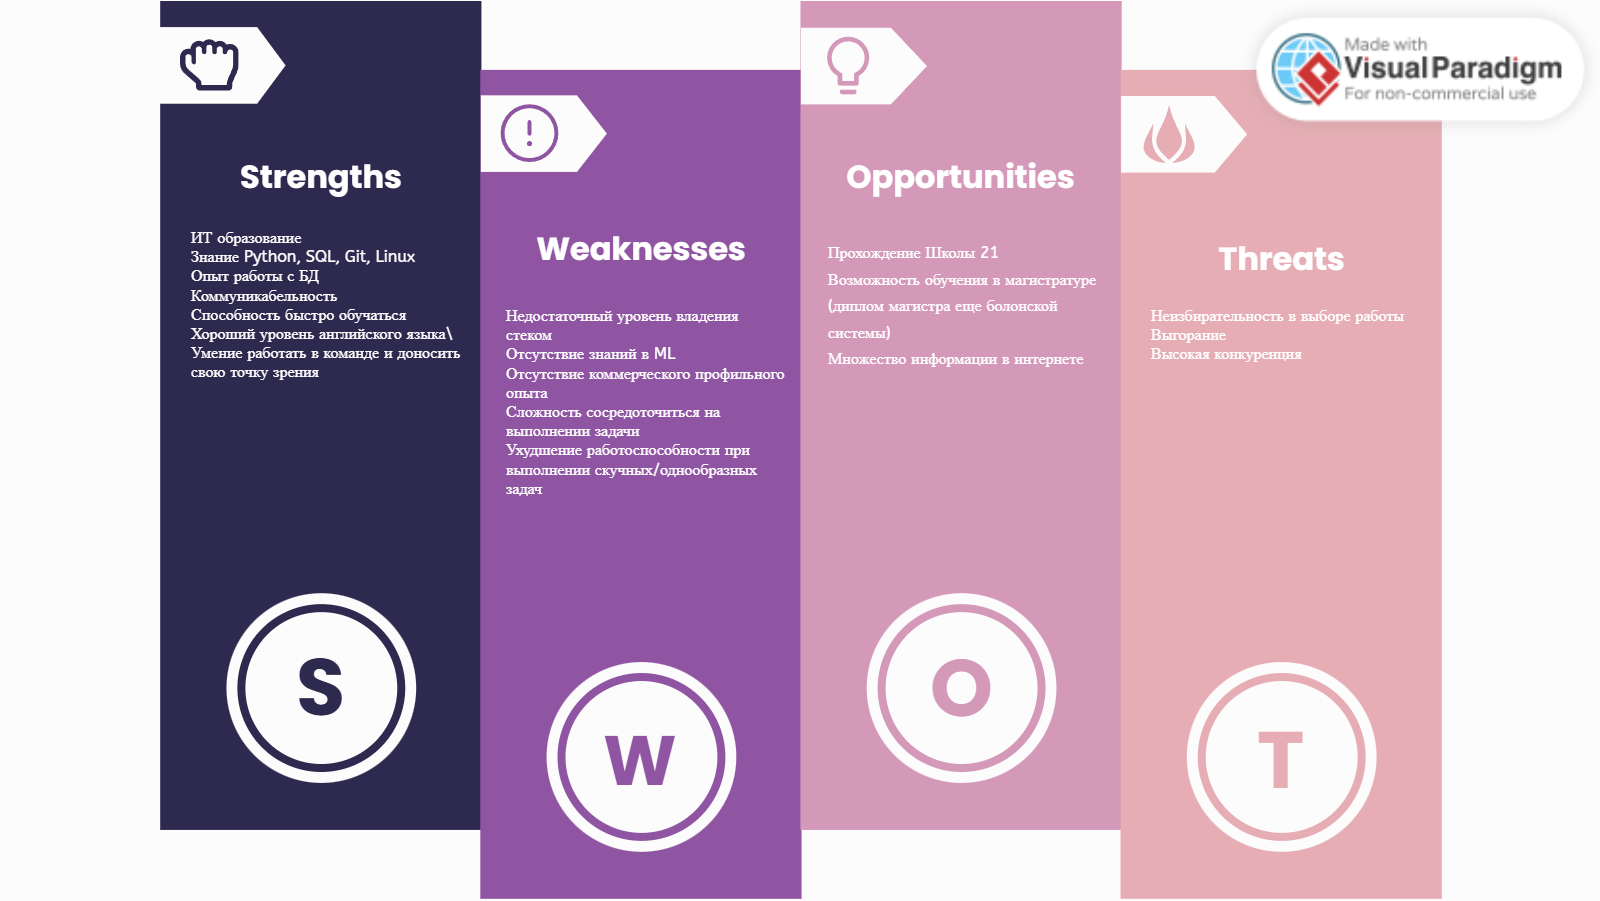 Made with
Visual Paradigm
For non-commercial use
Strengths
ИТ образование
Знание Python, SQL, Git, Linux
Опыт работы с БД
Коммуникабельность
Способность быстро обучаться
Хороший уровень английского языка\
Умение работать в команде и доносить
свою точку зрения
S
Weaknesses
Недостаточный уровень владения
стеком
Отсутствие знаний в ML
Отсутствие коммерческого профильного
опыта
Сложность сосредоточиться на
выполнении задачи
Ухудшение работоспособности при
выполнении скучных/однообразных
задач
W
Opportunities
Прохождение Школы 21
Возможность обучения в магистратуре
(диплом магистра еще болонской
системы)
Множество информации в интернете
O
Threats
Неизбирательность в выборе работы
Выгорание
Высокая конкуренция
T